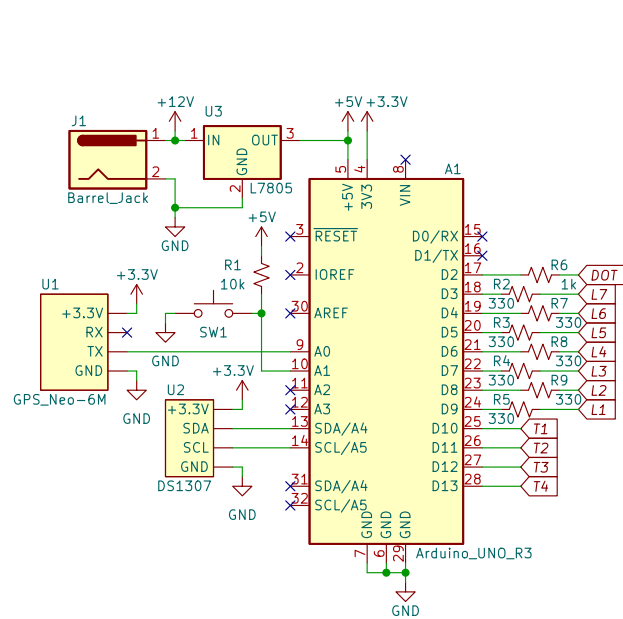 +12V
J1
U3
+5V
+3.3V
1
1
IN
OUT
3
2
GND
2
L7805
Barrel_Jack
GND
A1
5
+5V
4
3V3
8
VIN
+5V
R1
10k
3
RESET
2
IOREF
30
AREF
SW1
GND
U1
+3.3V
+3.3V
RX
TX
GND
GPS_Neo-6M
GND
9
A0
10
A1
11
A2
12
A3
13
SDA/A4
14
SCL/A5
31
SDA/A4
32
SCL/A5
U2
+3.3V
+3.3V
SDA
SCL
GND
DS1307
GND
D0/RX
15
D1/TX
16
D2
17
R6
1k
DOT
D3
18
R2
330
L7
D4
19
R7
330
L6
D5
20
R3
330
L5
D6
21
R8
330
L4
D7
22
R4
330
L3
D8
23
R9
330
L2
D9
24
R5
330
L1
D10
25
T1
D11
26
T2
D12
27
T3
D13
28
T4
GND
7
GND
6
GND
29
Arduino_UNO_R3
GND